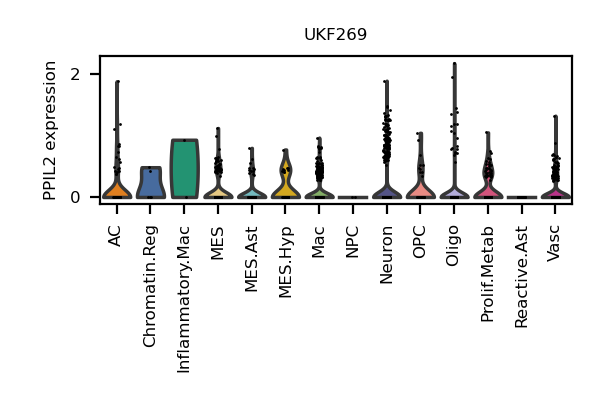 UKF269
PPIL2 expression
2
0
AC
Chromatin.Reg
Inflammatory.Mac
MES
MES.Ast
MES.Hyp
Mac
NPC
Neuron
OPC
Oligo
Prolif.Metab
Reactive.Ast
Vasc